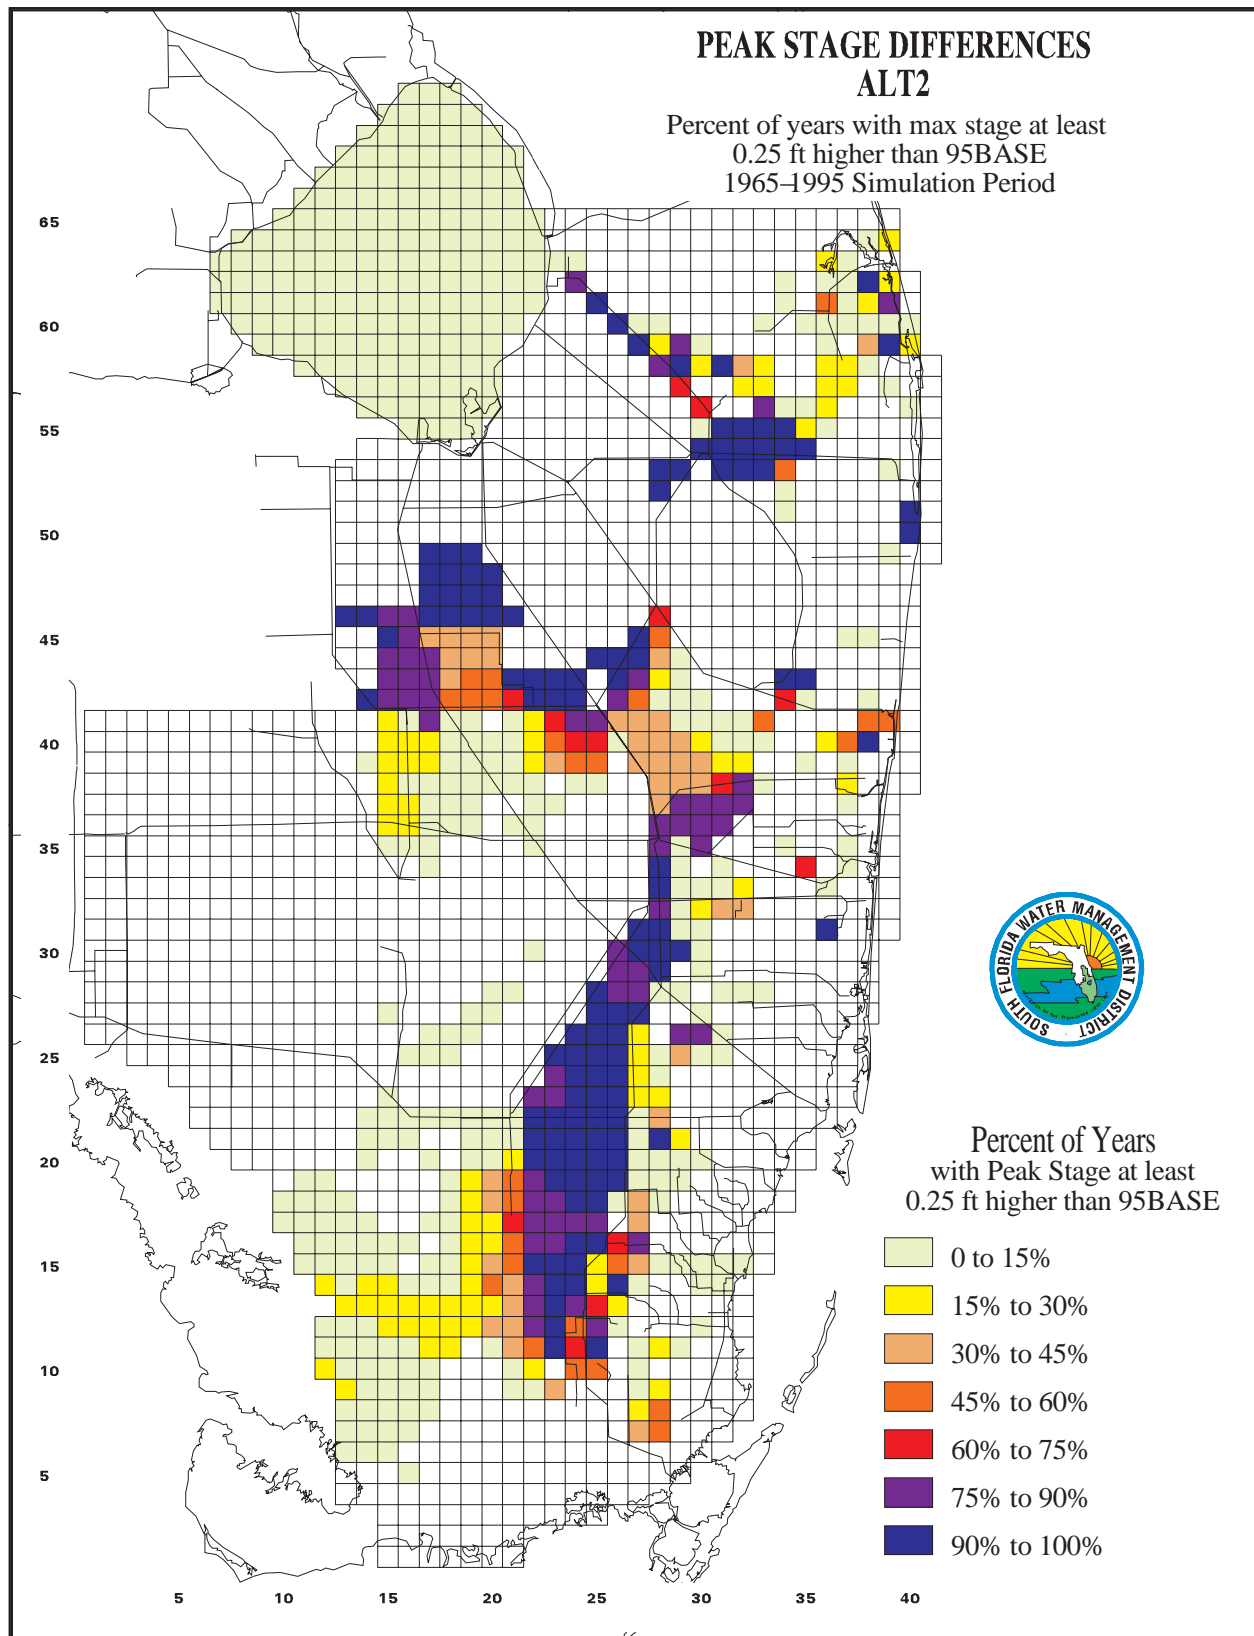 PEAK STAGE DIFFERENCES
ALT2
Percent of years with max stage at least
0.25 ft higher than 95BASE
1965–1995 Simulation Period
65
60
55
50
45
40
35
30
25
20
15
10
5
SOUTH FLORIDA WATER MANAGEMENT DISTRICT
Percent of Years
with Peak Stage at least
0.25 ft higher than 95BASE
0 to 15%
15% to 30%
30% to 45%
45% to 60%
60% to 75%
75% to 90%
90% to 100%
5 10 15 20 25 30 35 40